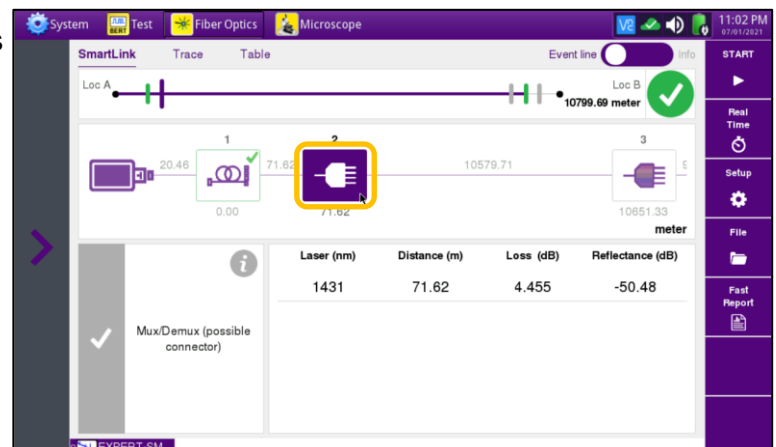 s
System Test Fiber Optics Microscope
11:02 PM
07/01/2021
SmartLink Trace Table Event line Info
START
Loc A
Loc B
10799.69 meter
Real
Time
1 2 3
20.46 71.62 10579.71
0.00 71.62 10651.33
meter
Setup
File
Fast
Report
Laser (nm) Distance (m) Loss (dB) Reflectance (dB)
1431 71.62 4.455 -50.48
Mux/Demux (possible
connector)
EXPERT SM